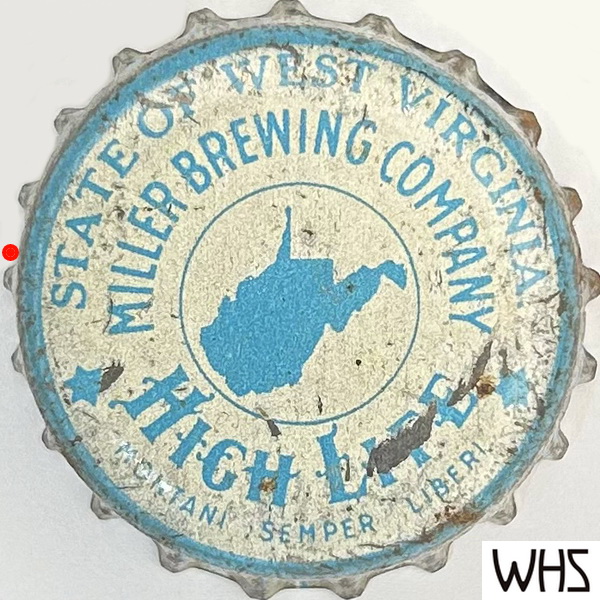 STATE OF WEST VIRGINIA
MILLER BREWING COMPANY
HIGH LIFE
MONTANI SEMPER LIBERI
WHS